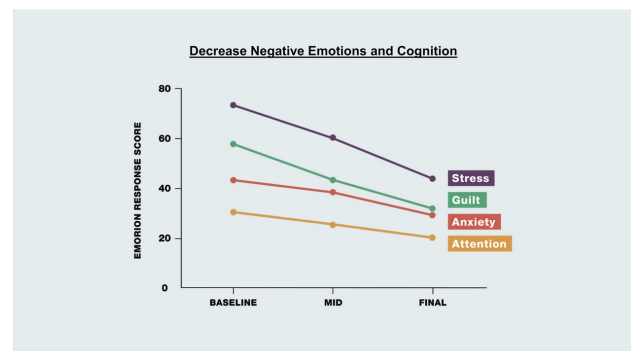 Decrease Negative Emotions and Cognition
EMORION RESPONSE SCORE
80
60
40
20
0
BASELINE MID FINAL
Stress
Guilt
Anxiety
Attention